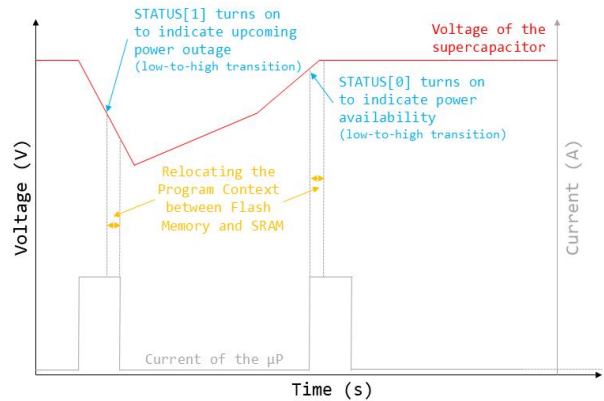 STATUS[1] turns on
to indicate upcoming
power outage
(low-to-high transition)
Voltage of the
supercapacitor
STATUS[0] turns on
to indicate power
availability
(low-to-high transition)
Relocating the
Program Context
between Flash
Memory and SRAM
Voltage (V)
Current (A)
Current of the μP
Time (s)